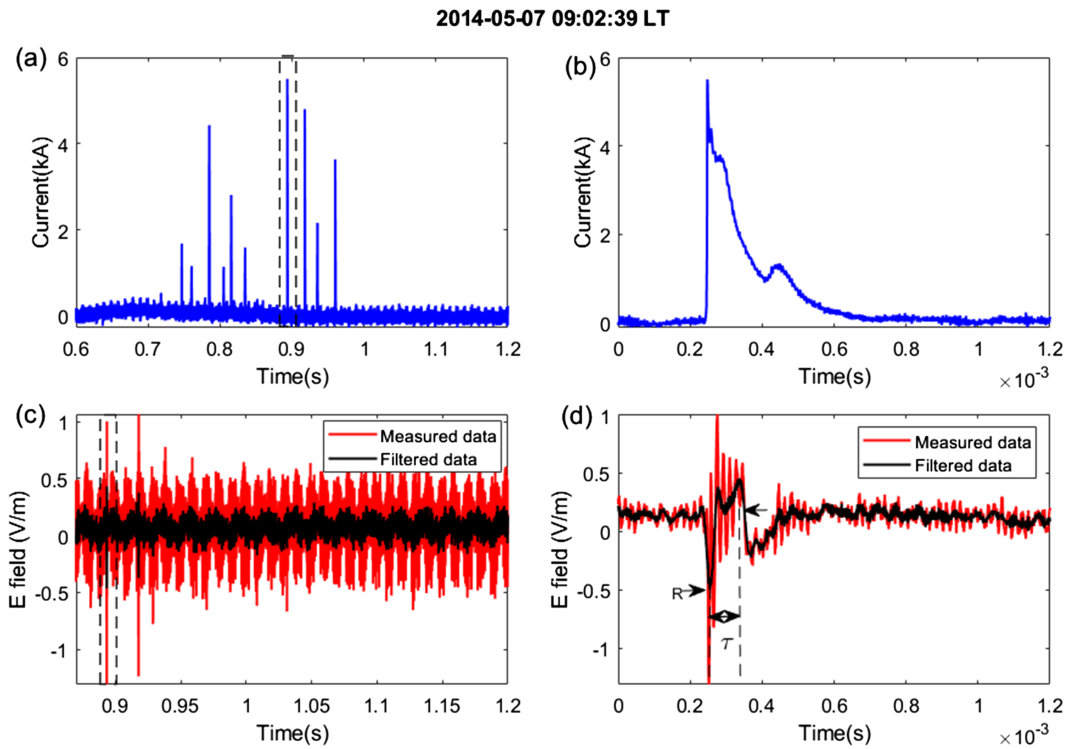 2014-05-07 09:02:39 LT
(a)
6
4
2
0
Current(kA)
0.6 0.7 0.8 0.9 1 1.1 1.2
Time(s)
(b)
6
4
2
0
Current(kA)
0 0.2 0.4 0.6 0.8 1 1.2
Time(s)
×10⁻³
(c)
1
0.5
0
-0.5
-1
E field (V/m)
Measured data
Filtered data
0.9 0.95 1 1.05 1.1 1.15 1.2
Time(s)
(d)
1
0.5
0
-0.5
-1
E field (V/m)
Measured data
Filtered data
R
τ
0 0.2 0.4 0.6 0.8 1 1.2
Time(s)
×10⁻³